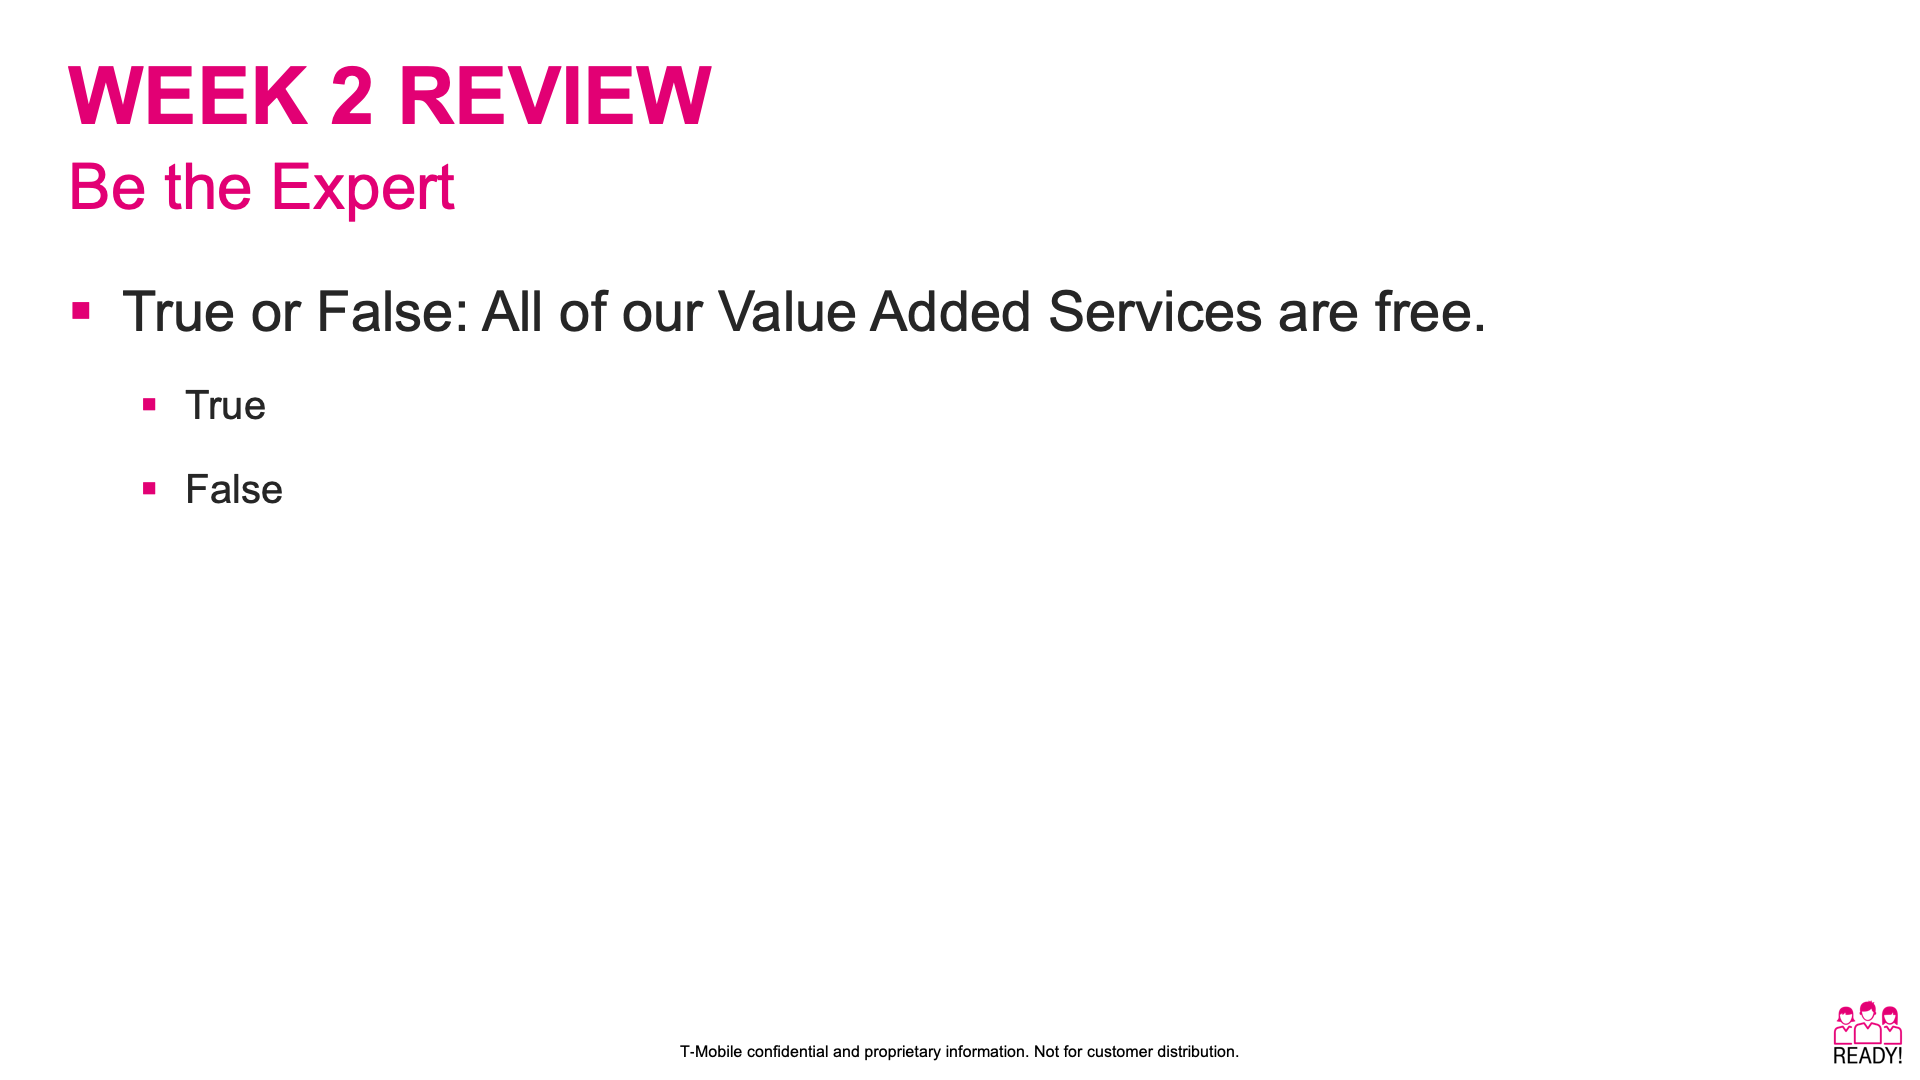 WEEK 2 REVIEW
Be the Expert
▪ True or False: All of our Value Added Services are free.
▪ True
▪ False
T-Mobile confidential and proprietary information. Not for customer distribution.
READY!